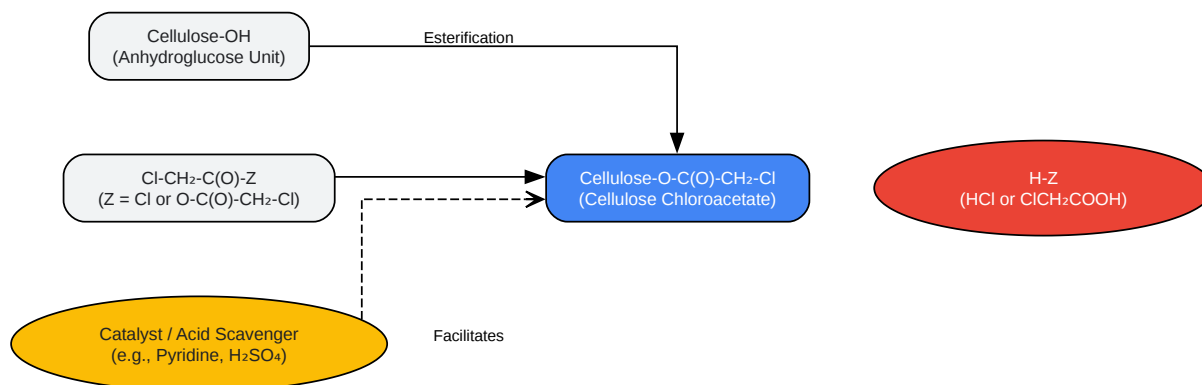 Cellulose-OH
(Anhydroglucose Unit)
Esterification
Cl-CH₂-C(O)-Z
(Z = Cl or O-C(O)-CH₂-Cl)
Cellulose-O-C(O)-CH₂-Cl
(Cellulose Chloroacetate)
H-Z
(HCl or ClCH₂COOH)
Catalyst / Acid Scavenger
(e.g., Pyridine, H₂SO₄)
Facilitates